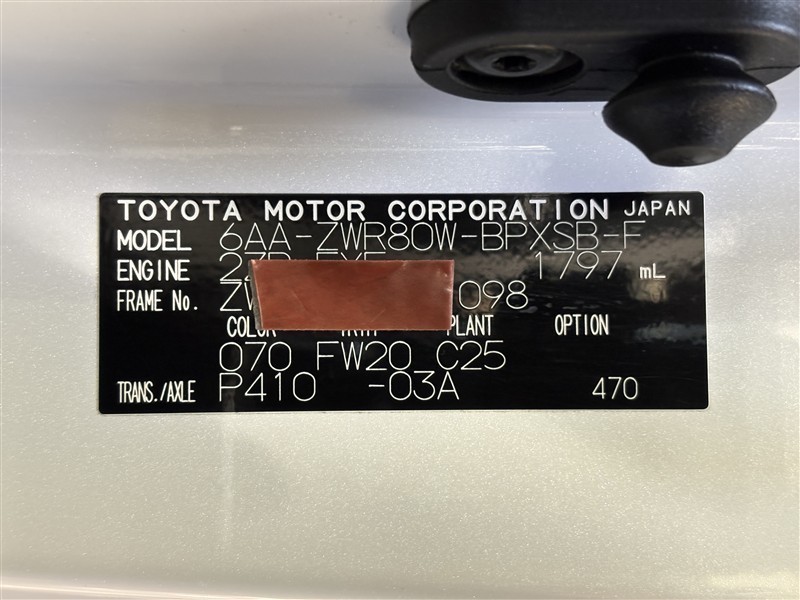 TOYOTA MOTOR CORPORATION JAPAN
MODEL 6AA-ZWR80W-BPXSB-F
ENGINE 1797 mL
FRAME No. ZW 098
COLOR PLANT OPTION
070 FW20 C25
TRANS./AXLE P410 -03A 470